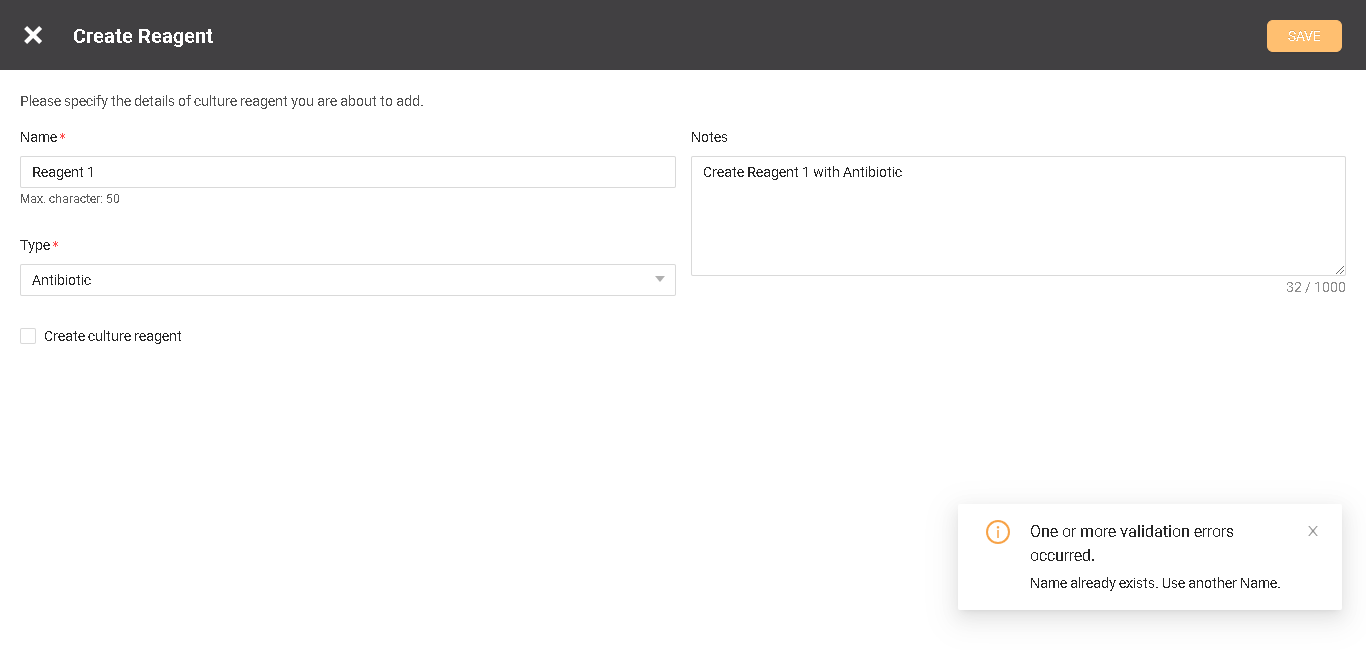 Create Reagent
SAVE
Please specify the details of culture reagent you are about to add.
Name*
Reagent 1
Max. character: 50
Type*
Antibiotic
Create culture reagent
Notes
Create Reagent 1 with Antibiotic
32 / 1000
One or more validation errors
occurred.
Name already exists. Use another Name.